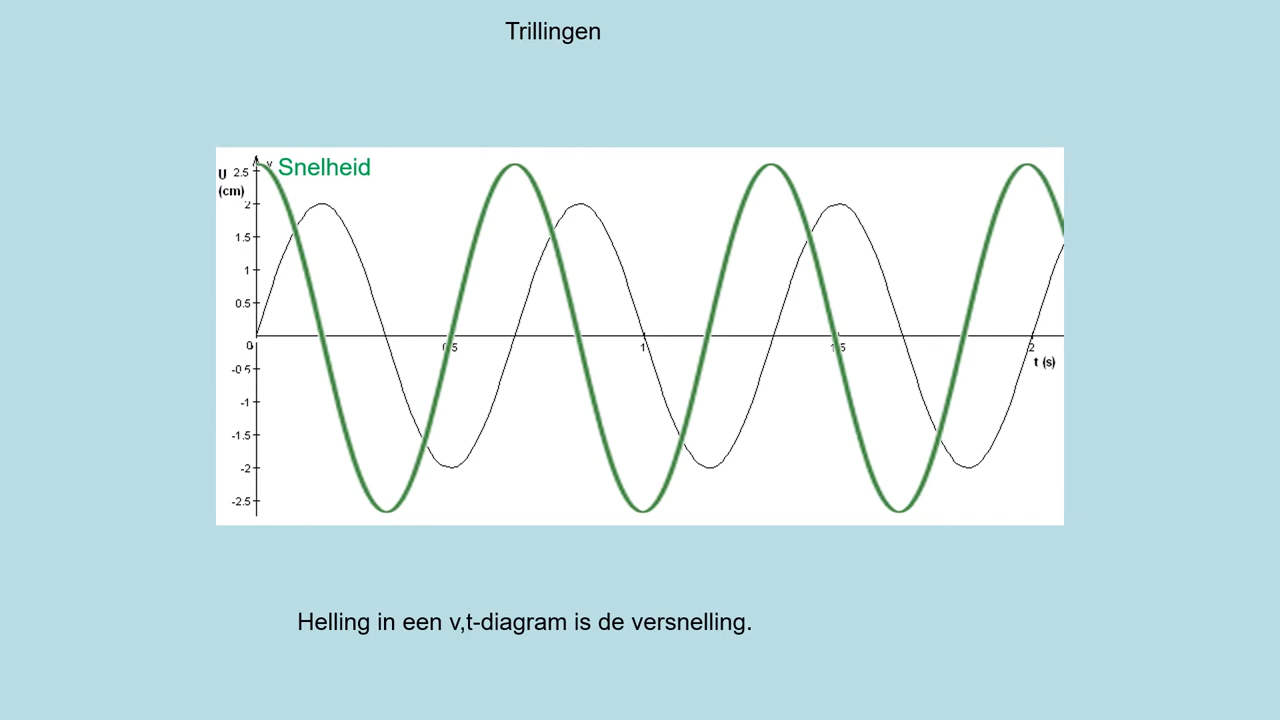 Trillingen
v Snelheid
U
(cm)
2.5
2
1.5
1
0.5
0
-0.5
-1
-1.5
-2
-2.5
0.5
1
1.5
2
t (s)
Helling in een v,t-diagram is de versnelling.